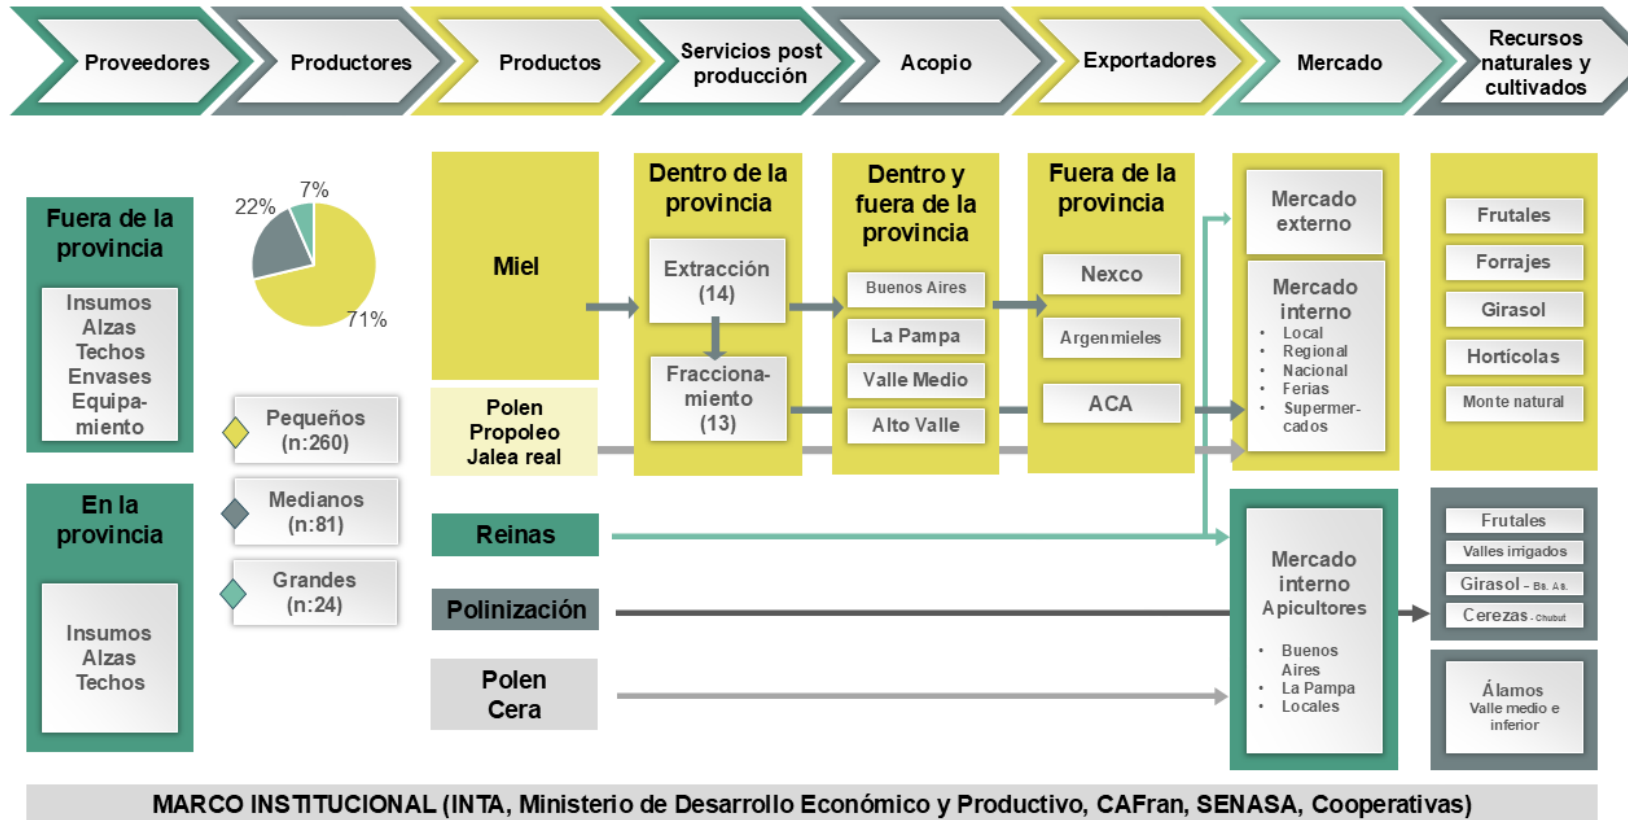 Proveedores
Productores
Productos
Servicios post
producción
Acopio
Exportadores
Mercado
Recursos
naturales y
cultivados
Fuera de la
provincia
Insumos
Alzas
Techos
Envases
Equipa-
miento
En la
provincia
Insumos
Alzas
Techos
7%
22%
71%
Pequeños
(n:260)
Medianos
(n:81)
Grandes
(n:24)
Miel
Polen
Propoleo
Jalea real
Reinas
Polinización
Polen
Cera
Dentro de la
provincia
Extracción
(14)
Fracciona-
miento
(13)
Dentro y
fuera de la
provincia
Buenos Aires
La Pampa
Valle Medio
Alto Valle
Fuera de la
provincia
Nexco
Argenmieles
ACA
Mercado
externo
Mercado
interno
• Local
• Regional
• Nacional
• Ferias
• Supermer-
cados
Mercado
interno
Apicultores
• Buenos
Aires
• La Pampa
• Locales
Frutales
Forrajes
Girasol
Hortícolas
Monte natural
Frutales
Valles irrigados
Girasol – Bs. As.
Cerezas - Chubut
Álamos
Valle medio e
inferior
MARCO INSTITUCIONAL (INTA, Ministerio de Desarrollo Económico y Productivo, CAFran, SENASA, Cooperativas)